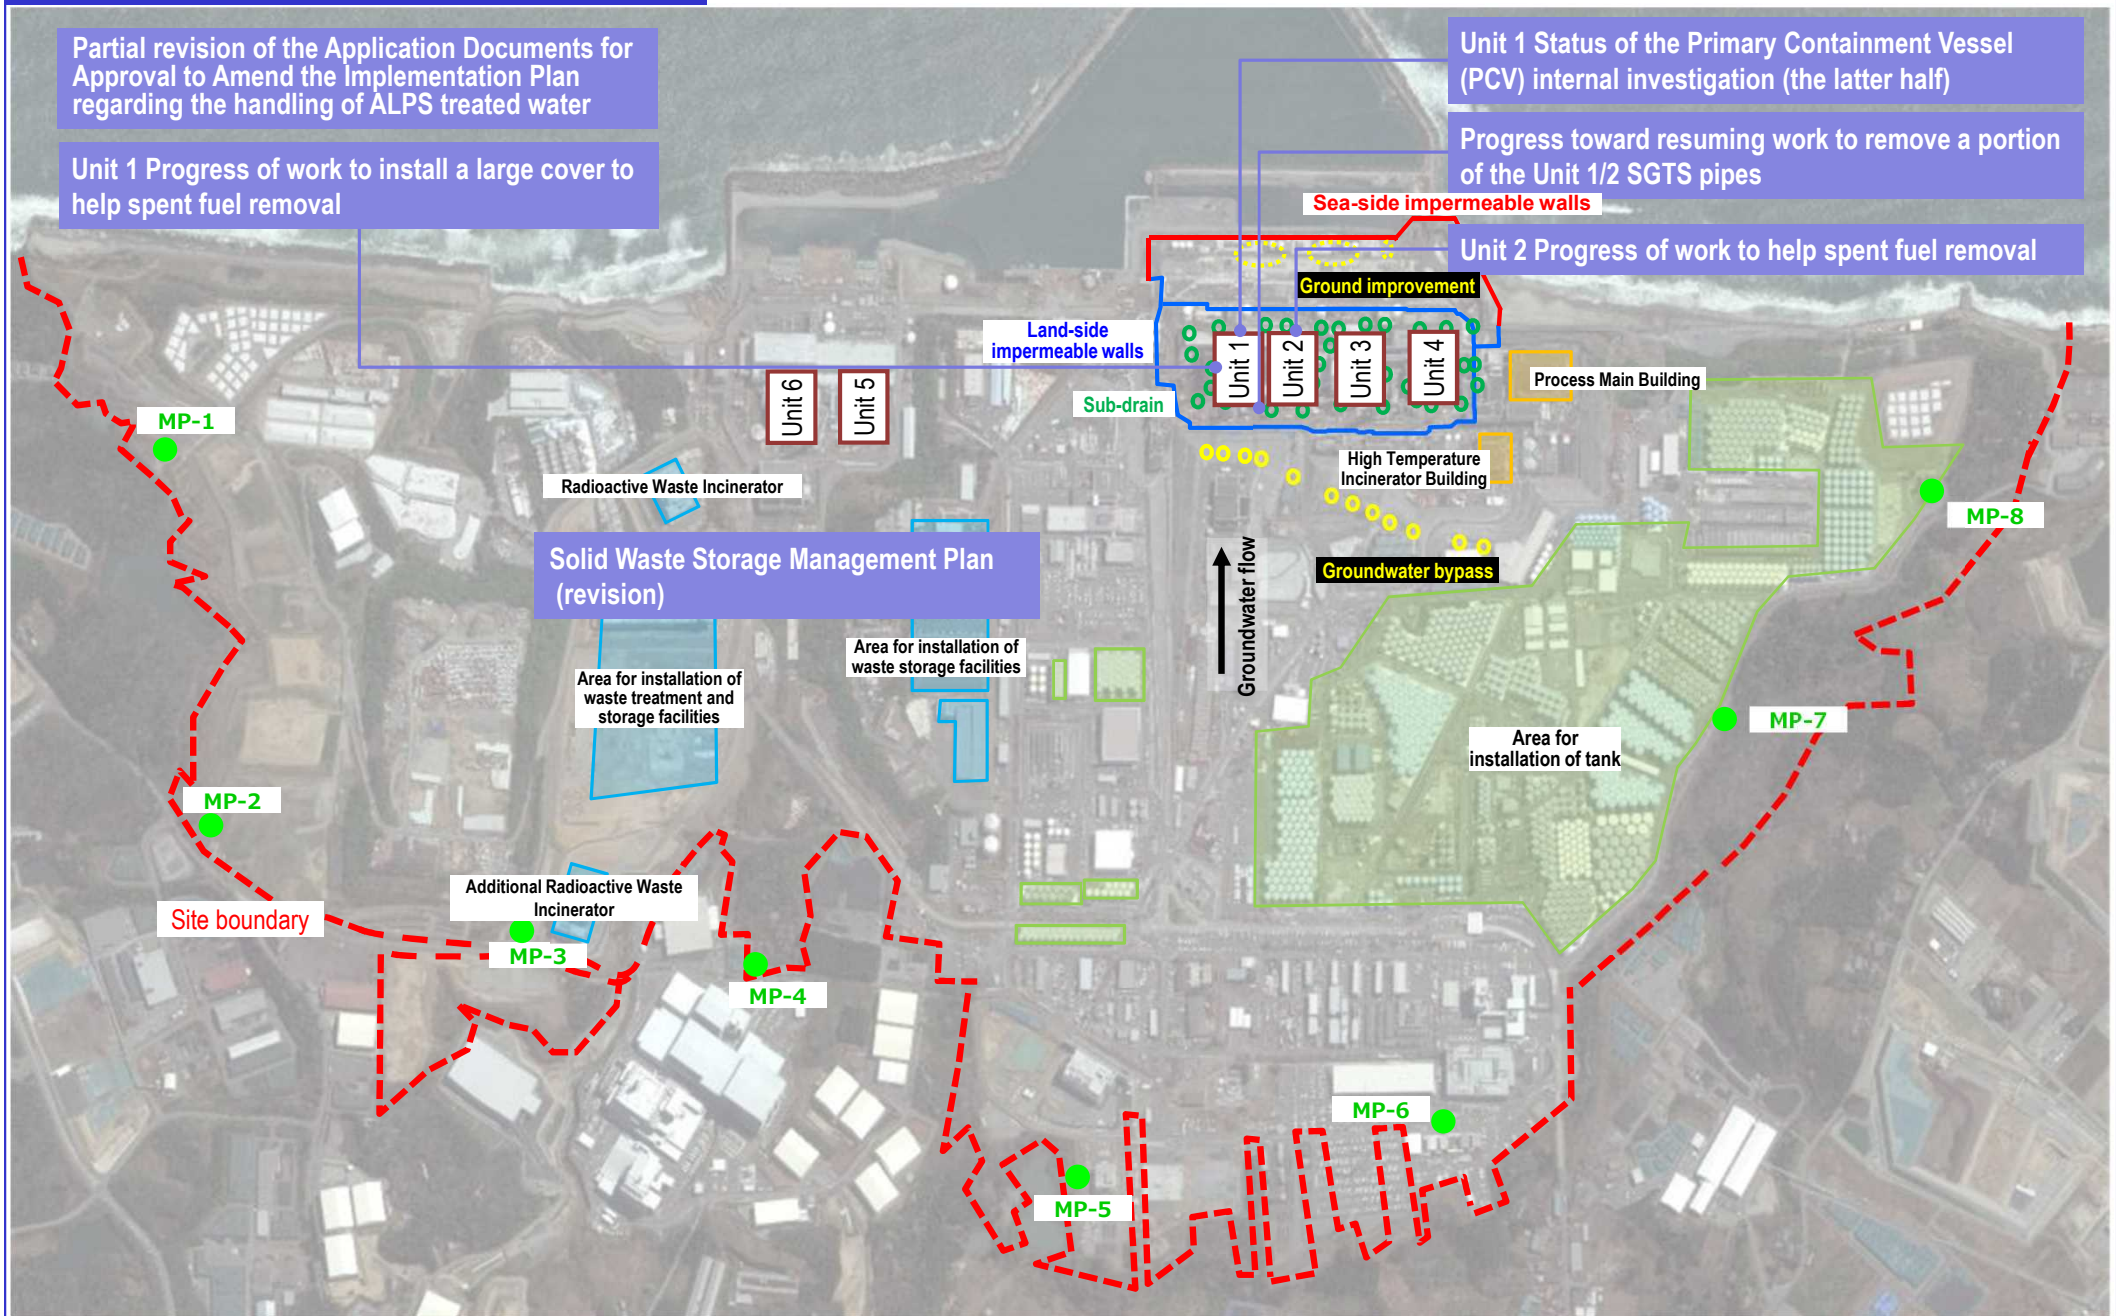 Partial revision of the Application Documents for
Approval to Amend the Implementation Plan
regarding the handling of ALPS treated water
Unit 1 Progress of work to install a large cover to
help spent fuel removal
Unit 1 Status of the Primary Containment Vessel
(PCV) internal investigation (the latter half)
Progress toward resuming work to remove a portion
of the Unit 1/2 SGTS pipes
Sea-side impermeable walls
Unit 2 Progress of work to help spent fuel removal
Ground improvement
Land-side
impermeable walls
Unit 1
Unit 2
Unit 3
Unit 4
Process Main Building
Sub-drain
Unit 6
Unit 5
MP-1
High Temperature
Incinerator Building
Radioactive Waste Incinerator
MP-8
Solid Waste Storage Management Plan
(revision)
Groundwater bypass
Groundwater flow
Area for installation of
waste storage facilities
Area for installation of
waste treatment and
storage facilities
MP-7
Area for
installation of tank
MP-2
Additional Radioactive Waste
Incinerator
Site boundary
MP-3
MP-4
MP-6
MP-5